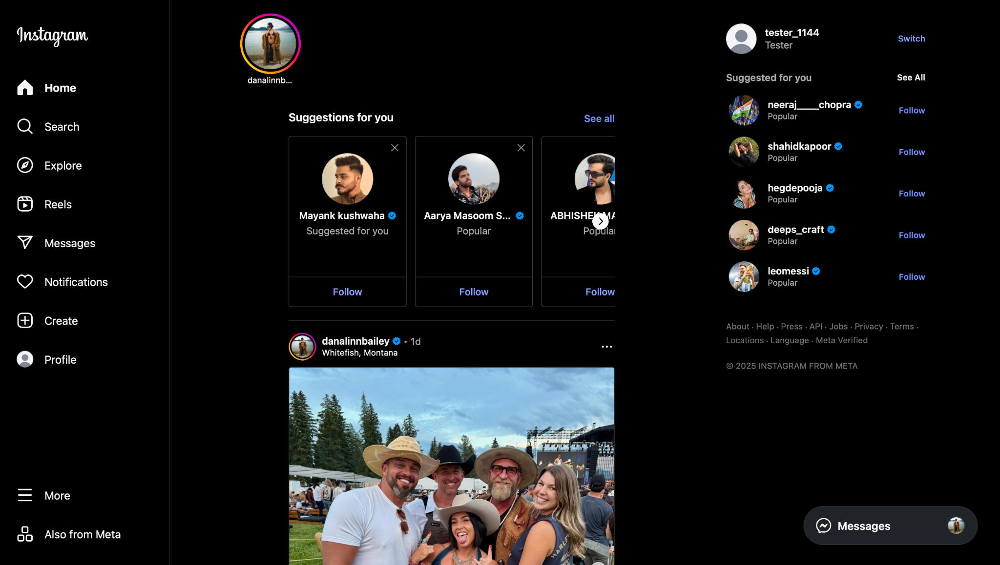 Instagram
Home
Search
Explore
Reels
Messages
Notifications
Create
Profile
More
Also from Meta
danalinnb...
Suggestions for you
See all
Mayank kushwaha
Suggested for you
Follow
Aarya Masoom S...
Popular
Follow
ABHISHEK MA
Popular
Follow
danalinnbailey • 1d
Whitefish, Montana
tester_1144
Tester
Switch
Suggested for you
See All
neeraj____chopra
Popular
Follow
shahidkapoor
Popular
Follow
hegdepooja
Popular
Follow
deeps_craft
Popular
Follow
leomessi
Popular
Follow
About · Help · Press · API · Jobs · Privacy · Terms ·
Locations · Language · Meta Verified
© 2025 INSTAGRAM FROM META
Messages